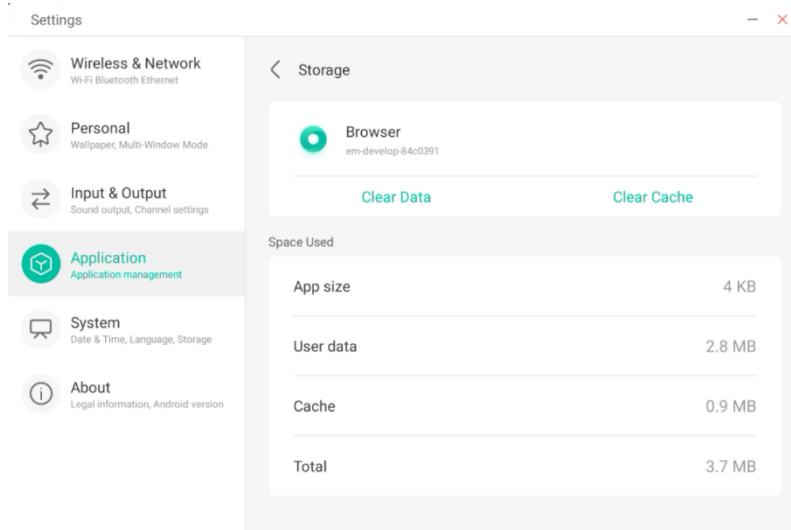 Settings
Wireless & Network
Wi-Fi Bluetooth Ethernet
Personal
Wallpaper, Multi-Window Mode
Input & Output
Sound output, Channel settings
Application
Application management
System
Date & Time, Language, Storage
About
Legal information, Android version
Storage
Browser
em-develop-84c0391
Clear Data Clear Cache
Space Used
App size 4 KB
User data 2.8 MB
Cache 0.9 MB
Total 3.7 MB